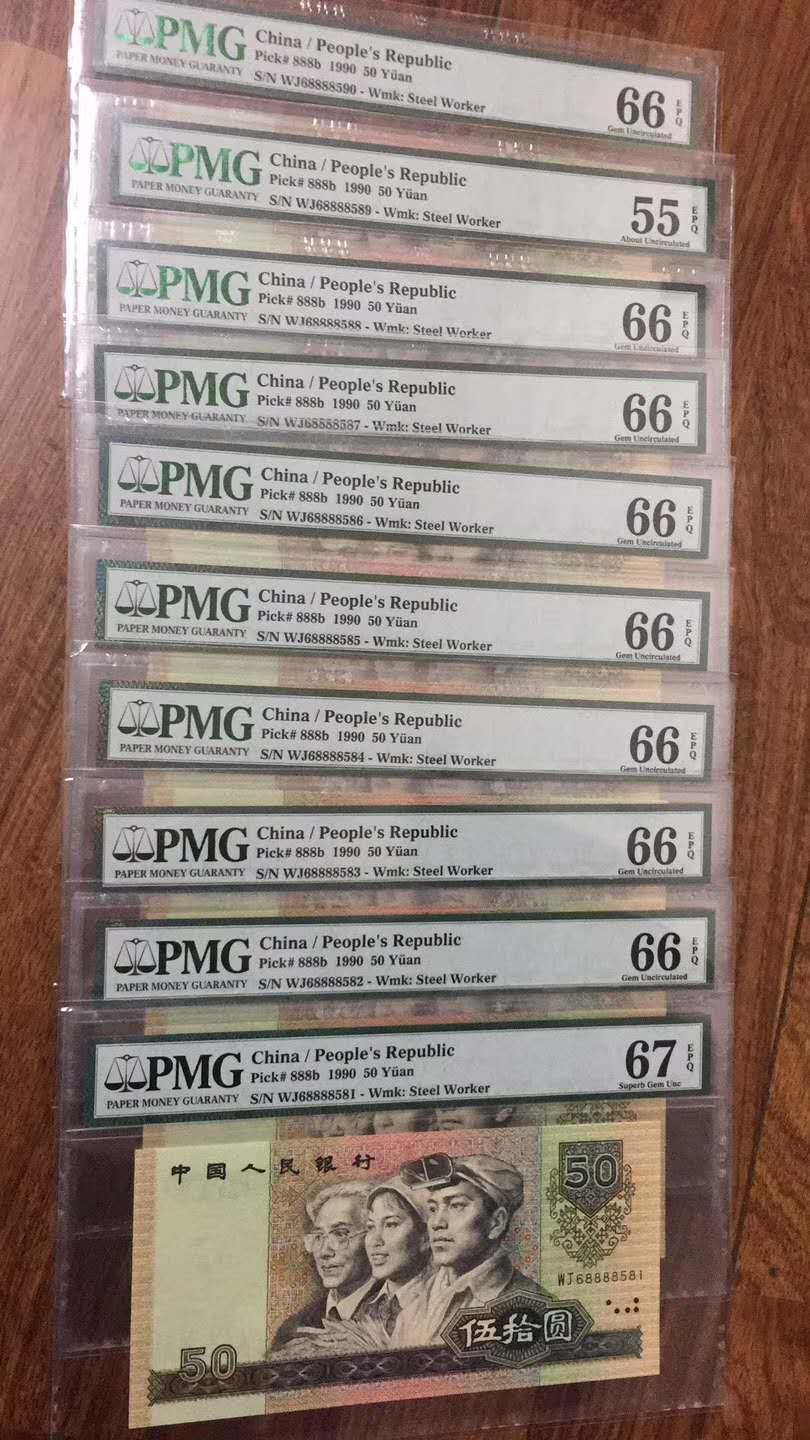 PMG
PAPER MONEY GUARANTY
China / People's Republic
Pick# 888b 1990 50 Yüan
S/N WJ68888590 - Wmk: Steel Worker
66
EPQ
Gem Uncirculated
PMG
PAPER MONEY GUARANTY
China / People's Republic
Pick# 888b 1990 50 Yüan
S/N WJ68888589 - Wmk: Steel Worker
55
EPQ
About Uncirculated
PMG
PAPER MONEY GUARANTY
China / People's Republic
Pick# 888b 1990 50 Yüan
S/N WJ68888588 - Wmk: Steel Worker
66
EPQ
Gem Uncirculated
PMG
PAPER MONEY GUARANTY
China / People's Republic
Pick# 888b 1990 50 Yüan
S/N WJ68888587 - Wmk: Steel Worker
66
EPQ
Gem Uncirculated
PMG
PAPER MONEY GUARANTY
China / People's Republic
Pick# 888b 1990 50 Yüan
S/N WJ68888586 - Wmk: Steel Worker
66
EPQ
Gem Uncirculated
PMG
PAPER MONEY GUARANTY
China / People's Republic
Pick# 888b 1990 50 Yüan
S/N WJ68888585 - Wmk: Steel Worker
66
EPQ
Gem Uncirculated
PMG
PAPER MONEY GUARANTY
China / People's Republic
Pick# 888b 1990 50 Yüan
S/N WJ68888584 - Wmk: Steel Worker
66
EPQ
Gem Uncirculated
PMG
PAPER MONEY GUARANTY
China / People's Republic
Pick# 888b 1990 50 Yüan
S/N WJ68888583 - Wmk: Steel Worker
66
EPQ
Gem Uncirculated
PMG
PAPER MONEY GUARANTY
China / People's Republic
Pick# 888b 1990 50 Yüan
S/N WJ68888582 - Wmk: Steel Worker
66
EPQ
Gem Uncirculated
PMG
PAPER MONEY GUARANTY
China / People's Republic
Pick# 888b 1990 50 Yüan
S/N WJ68888581 - Wmk: Steel Worker
67
EPQ
Superb Gem Unc
中国人民银行
50
WJ68888581
伍拾圆
50